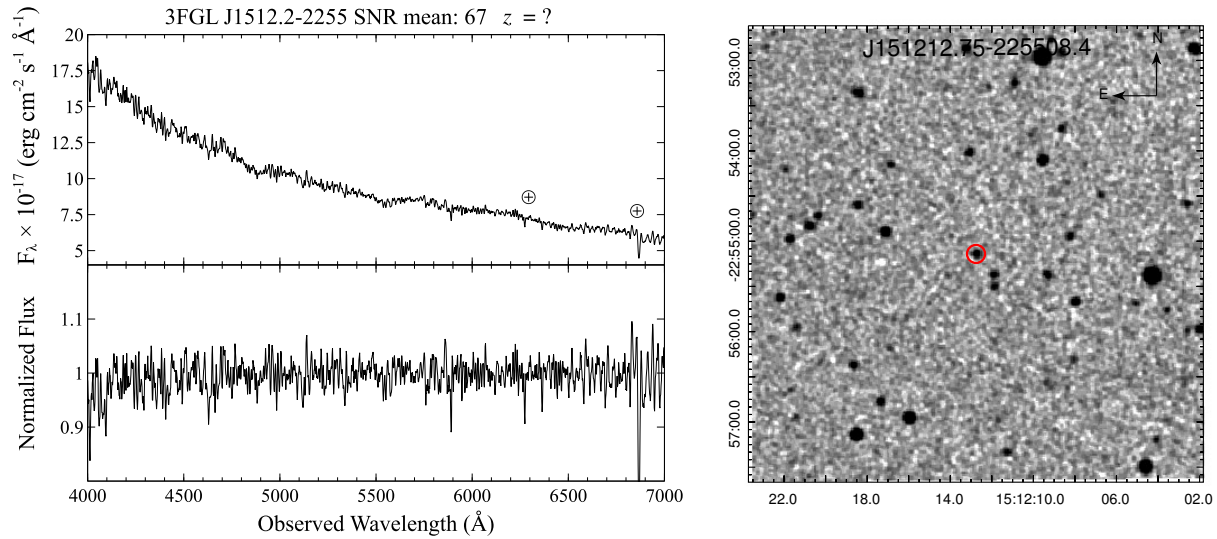 3FGL J1512.2-2255 SNR mean: 67 z = ?
F_λ × 10^-17 (erg cm^-2 s^-1 Å^-1)
20
17.5
15
12.5
10
7.5
5
Normalized Flux
1.1
1
0.9
4000 4500 5000 5500 6000 6500 7000
Observed Wavelength (Å)
J151212.75-225508.4
N
E
53:00.0
54:00.0
-22:55:00.0
56:00.0
57:00.0
22.0 18.0 14.0 15:12:10.0 06.0 02.0